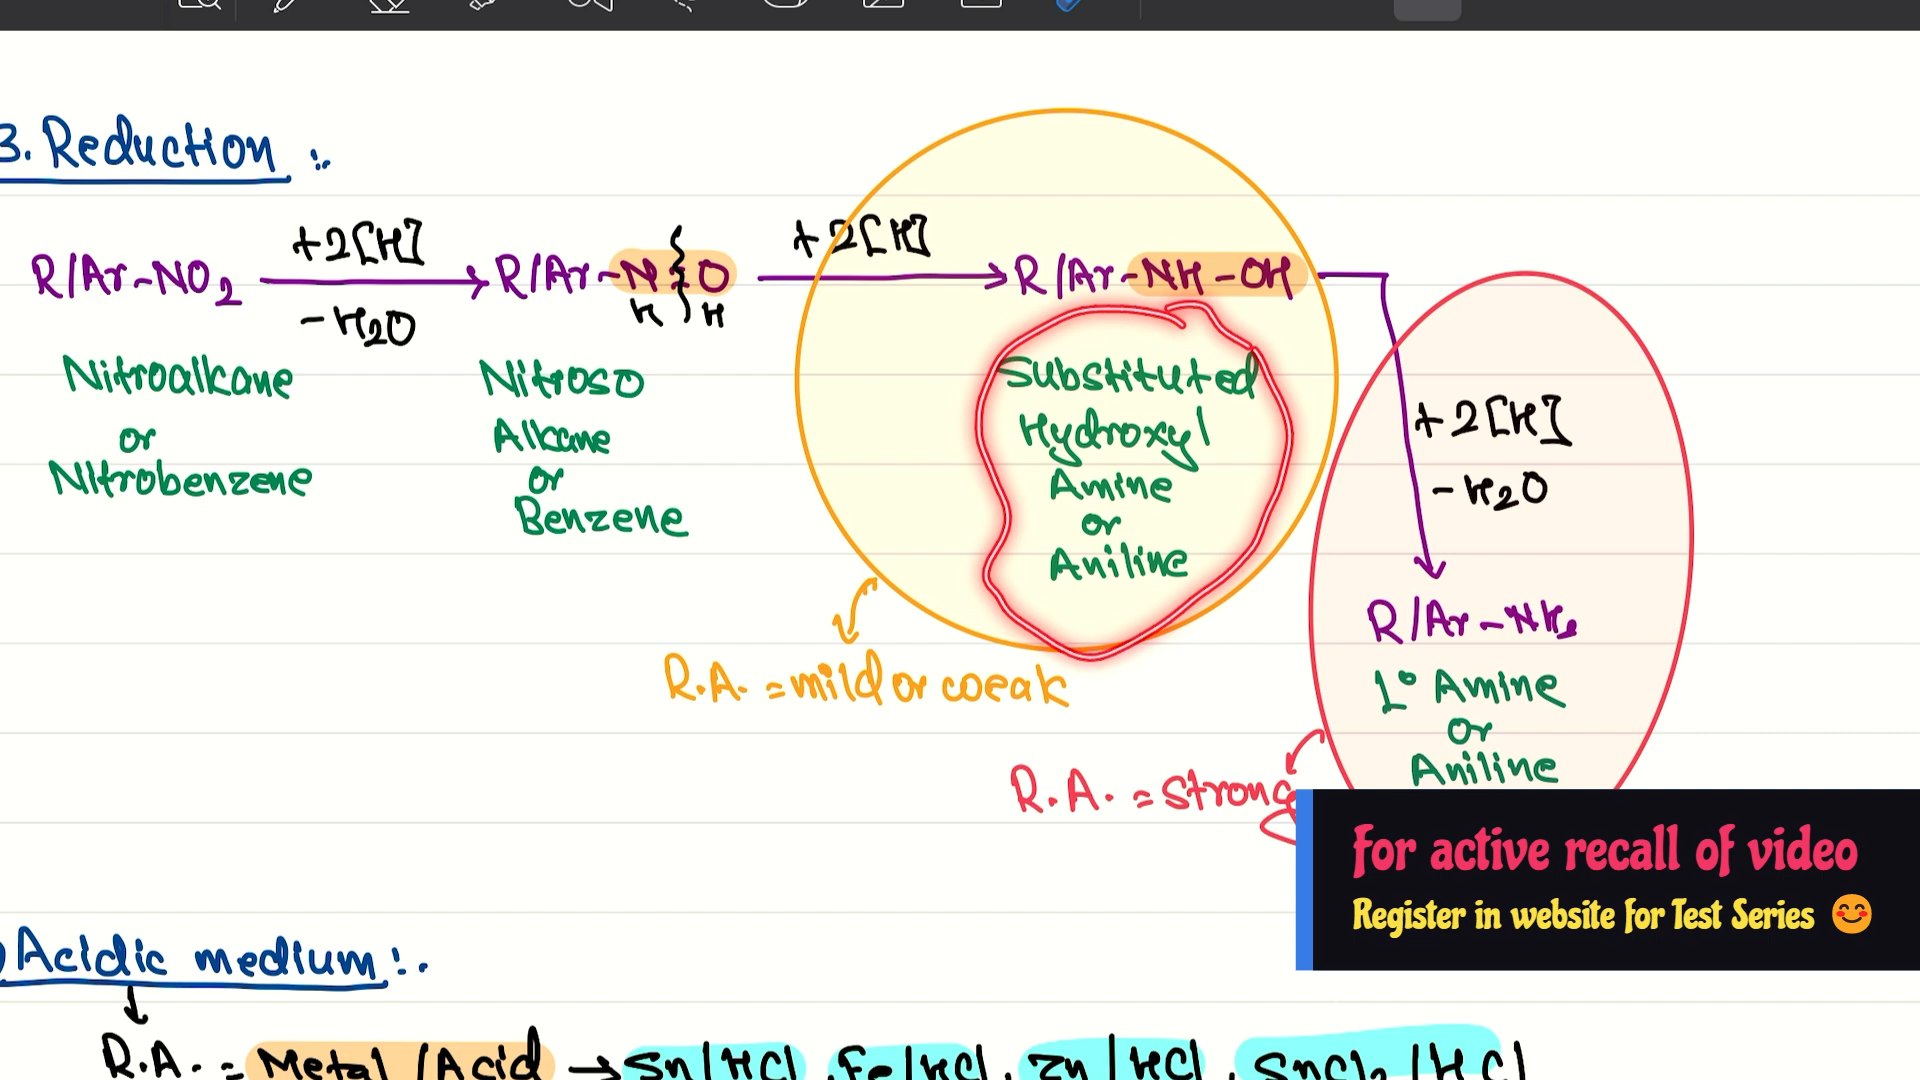 3. Reduction :-
+2[H]
R/Ar-NO2 → R/Ar-N=O
-H2O
H H
+2[H]
→ R/Ar-NH-OH
Nitroalkane
or
Nitrobenzene
Nitroso
Alkane
or
Benzene
Substituted
Hydroxyl
Amine
or
Aniline
+2[H]
-H2O
R/Ar-NH2
1° Amine
or
Aniline
R.A. = mild or weak
R.A. = strong
for active recall of video
Register in website for Test Series 😊
) Acidic medium :-
↓
R.A. = Metal /Acid → Sn/HCl, Fe/HCl, Zn/HCl, SnCl2/HCl